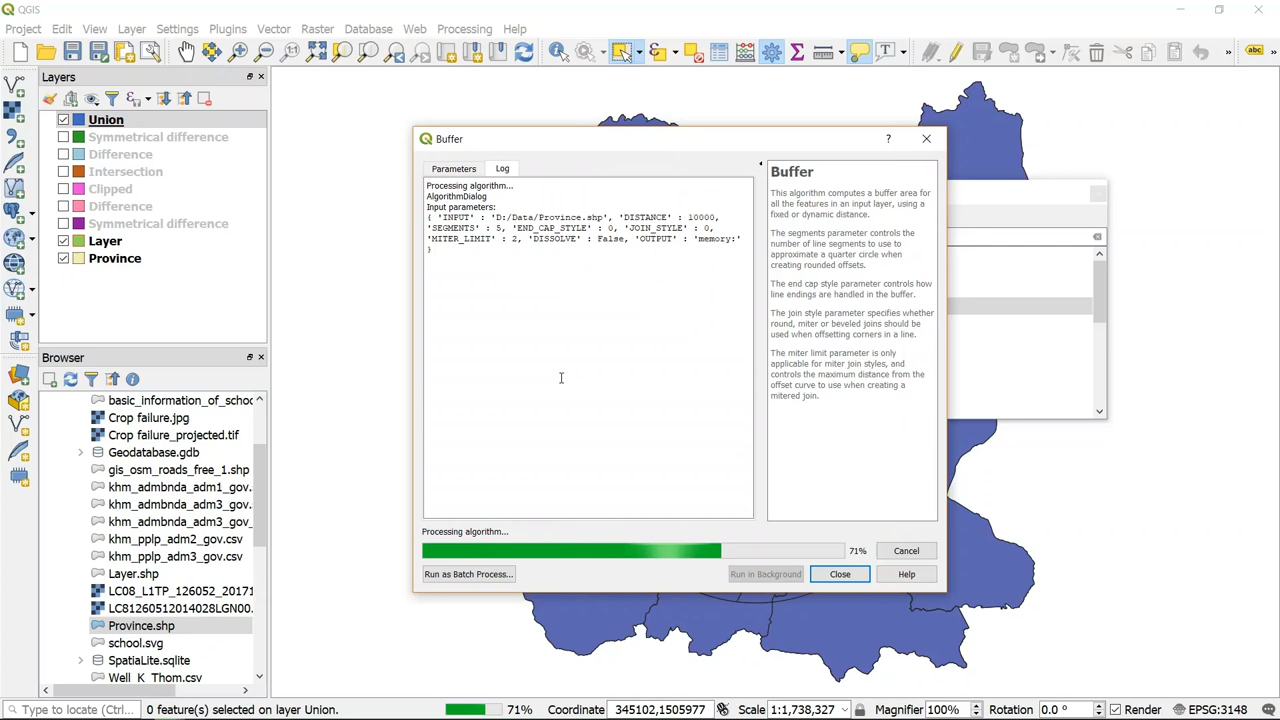 QGIS
Project Edit View Layer Settings Plugins Vector Raster Database Web Processing Help
abc
Layers
Union
Symmetrical difference
Difference
Intersection
Clipped
Difference
Symmetrical difference
Layer
Province
Browser
basic_information_of_schoo
Crop failure.jpg
Crop failure_projected.tif
Geodatabase.gdb
gis_osm_roads_free_1.shp
khm_admbnda_adm1_gov.
khm_admbnda_adm3_gov.
khm_admbnda_adm3_gov_
khm_pplp_adm2_gov.csv
khm_pplp_adm3_gov.csv
Layer.shp
LC08_L1TP_126052_20171
LC81260512014028LGN00.
Province.shp
school.svg
SpatiaLite.sqlite
Well_K_Thom.csv
Buffer
Parameters Log
Processing algorithm...
AlgorithmDialog
Input parameters:
{ 'INPUT' : 'D:/Data/Province.shp', 'DISTANCE' : 10000,
'SEGMENTS' : 5, 'END_CAP_STYLE' : 0, 'JOIN_STYLE' : 0,
'MITER_LIMIT' : 2, 'DISSOLVE' : False, 'OUTPUT' : 'memory:'
}
Buffer
This algorithm computes a buffer area for
all the features in an input layer, using a
fixed or dynamic distance.
The segments parameter controls the
number of line segments to use to
approximate a quarter circle when
creating rounded offsets.
The end cap style parameter controls how
line endings are handled in the buffer.
The join style parameter specifies whether
round, miter or beveled joins should be
used when offsetting corners in a line.
The miter limit parameter is only
applicable for miter join styles, and
controls the maximum distance from the
offset curve to use when creating a
mitered join.
Processing algorithm...
71% Cancel
Run as Batch Process... Run in Background Close Help
Type to locate (Ctrl... 0 feature(s) selected on layer Union. 71% Coordinate 345102,1505977 Scale 1:1,738,327 Magnifier 100% Rotation 0.0 ° Render EPSG:3148